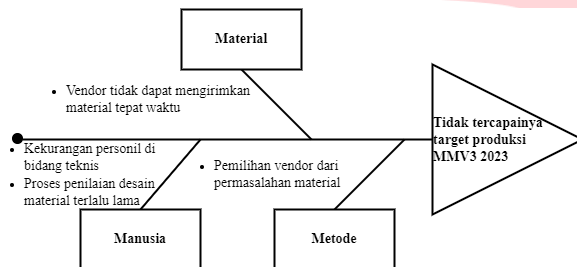 Material
• Vendor tidak dapat mengirimkan
material tepat waktu
Tidak tercapainya
target produksi
MMV3 2023
• Kekurangan personil di
bidang teknis
• Proses penilaian desain
material terlalu lama
• Pemilihan vendor dari
permasalahan material
Manusia
Metode